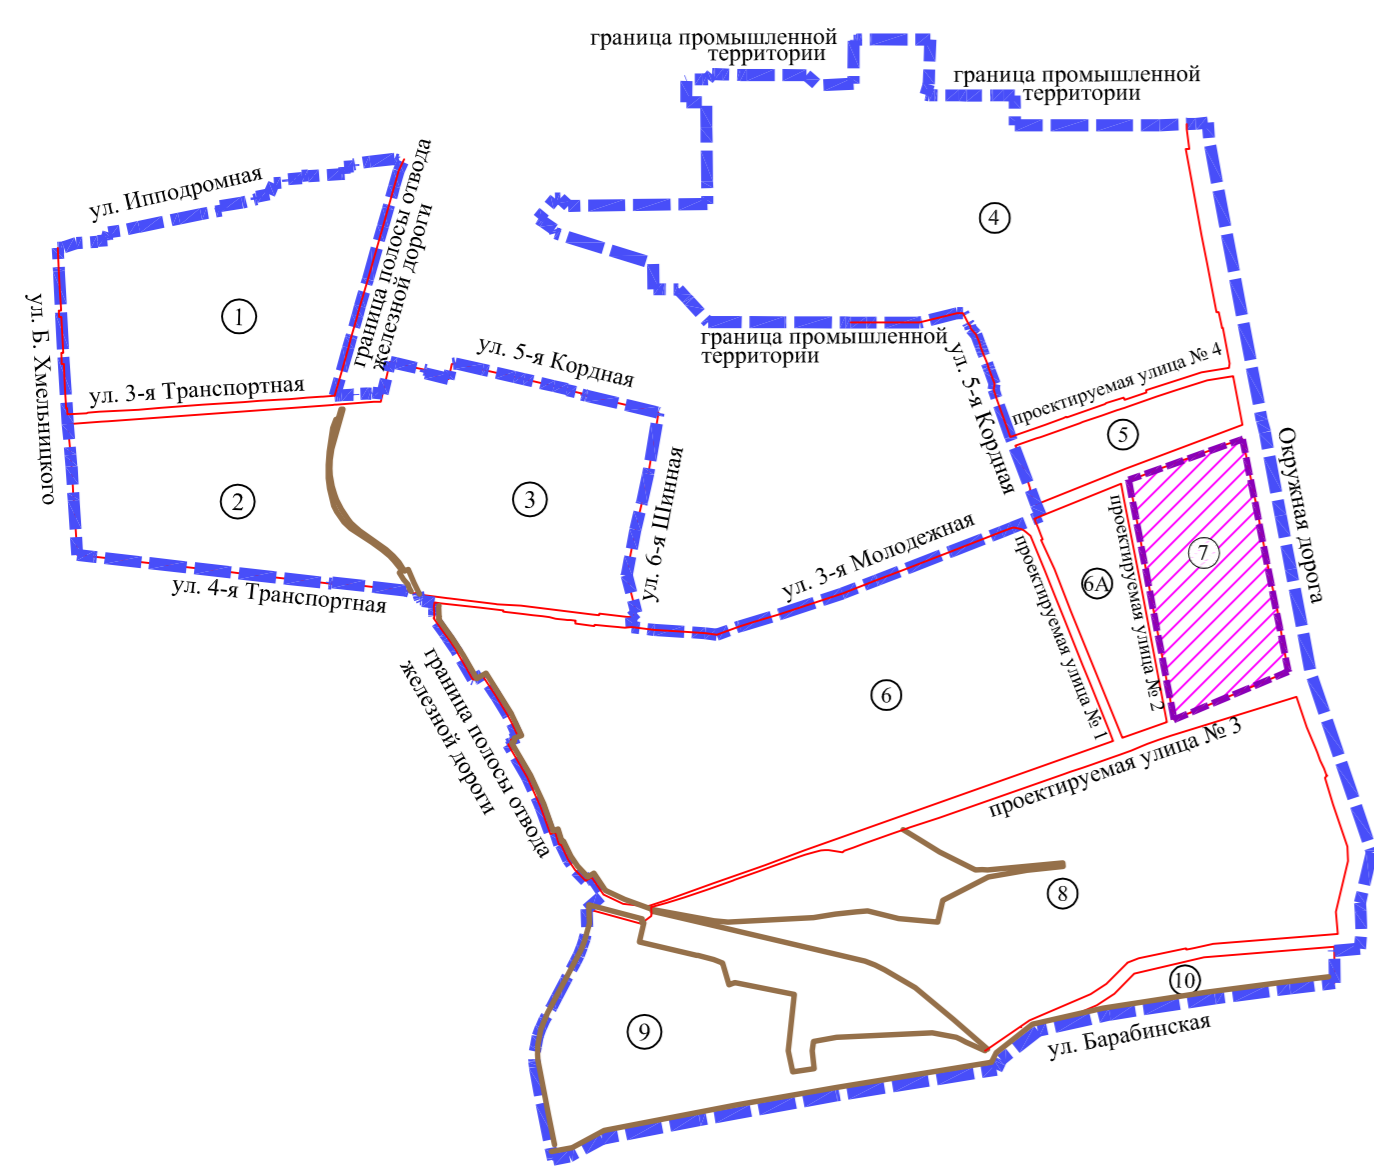 граница промышленной
территории
граница промышленной
территории
ул. Ипподромная
граница полосы отвода
железной дороги
4
1
ул. Б. Хмельницкого
граница промышленной
территории
ул. 5-я Кордная
ул. 5-я Кордная
проектируемая улица № 4
ул. 3-я Транспортная
5
Окружная дорога
2
3
ул. 6-я Шинная
ул. 3-я Молодежная
проектируемая улица № 1
6А
проектируемая улица № 2
7
ул. 4-я Транспортная
граница полосы отвода
железной дороги
6
проектируемая улица № 3
8
10
9
ул. Барабинская